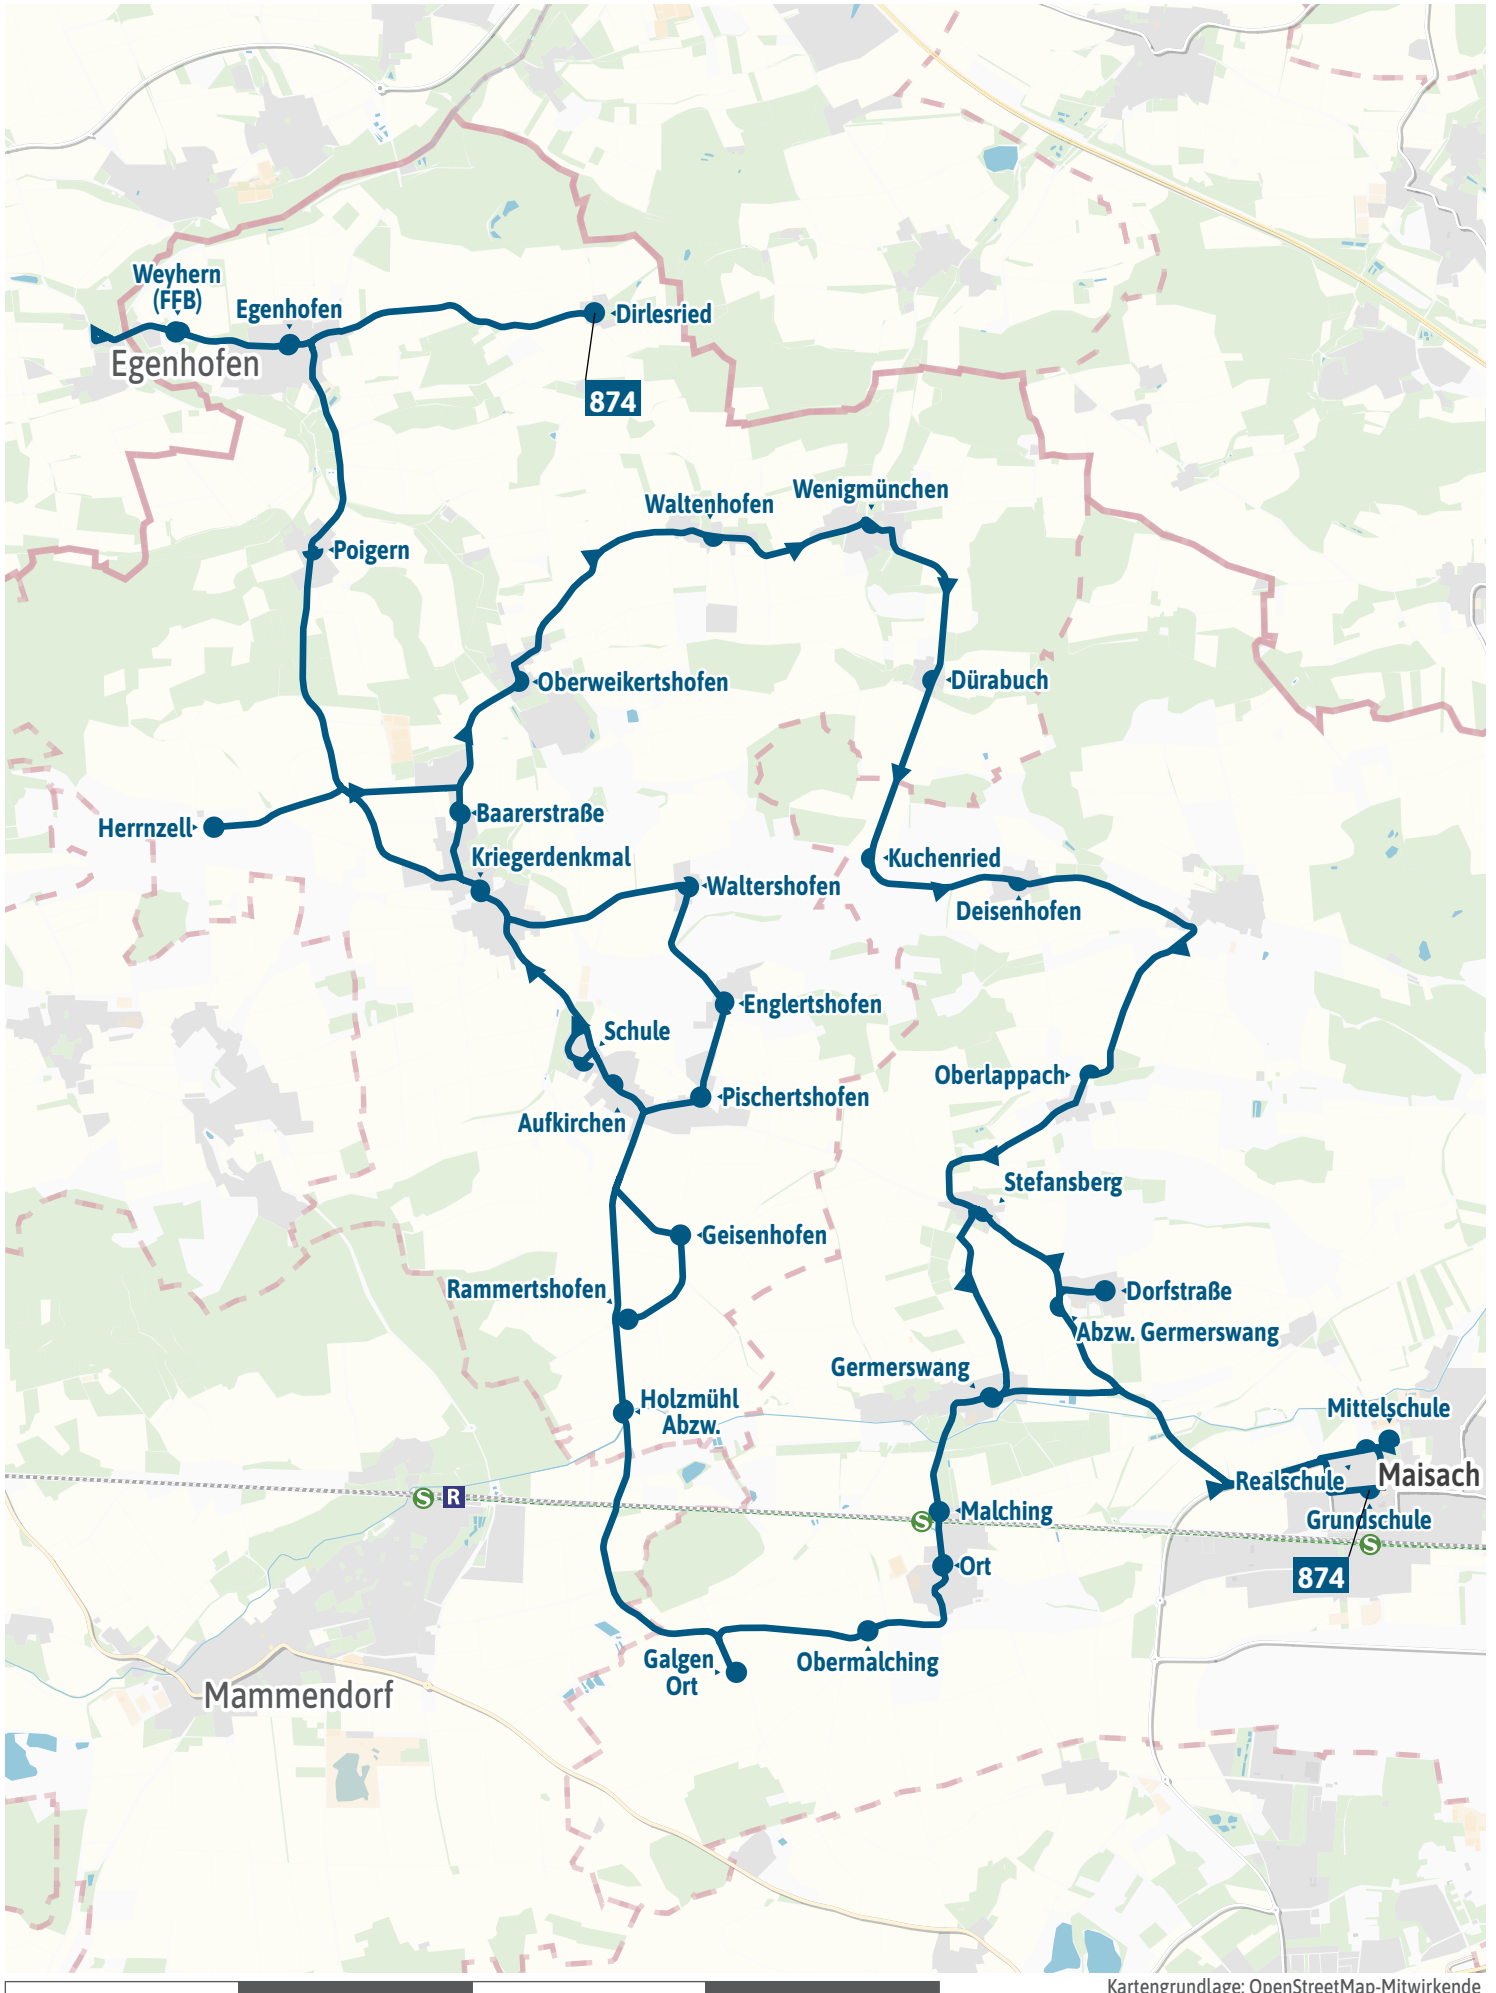 Weyhern
(FFB)
Egenhofen
Dirlesried
Egenhofen
874
Waltenhofen
Wenigmünchen
Poigern
Oberweikertshofen
Dürabuch
Baarerstraße
Herrnzell
Kriegerdenkmal
Kuchenried
Waltershofen
Deisenhofen
Englertshofen
Schule
Oberlappach
Pischertshofen
Aufkirchen
Stefansberg
Geisenhofen
Rammertshofen
Dorfstraße
Abzw. Germerswang
Germerswang
Holzmühl
Abzw.
Mittelschule
Maisach
Realschule
S R
Malching
S
Grundschule
S
Ort
874
Galgen
Ort
Obermalching
Mammendorf
Kartengrundlage: OpenStreetMap-Mitwirkende